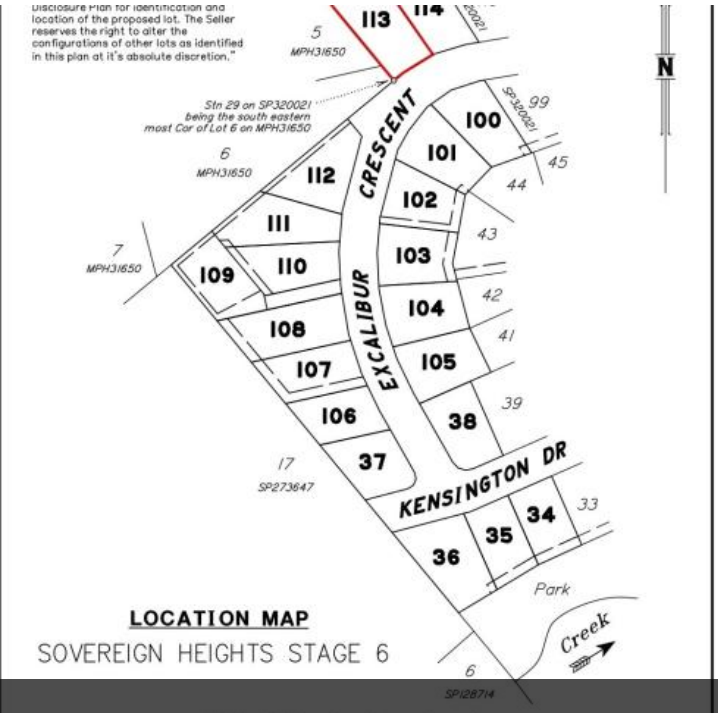 Disclosure Plan for identification and
location of the proposed lot. The Seller
reserves the right to alter the
configurations of other lots as identified
in this plan at it's absolute discretion."
113
114
SP320021
5
MPH31650
N
Stn 29 on SP320021
being the south eastern
most Cor of Lot 6 on MPH31650
CRESCENT
EXCALIBUR
99
SP320021
100
101
45
44
6
MPH31650
112
102
43
111
7
MPH31650
109
110
103
42
104
108
41
107
105
39
106
38
17
SP273647
37
KENSINGTON DR
36
35
34
33
Park
Creek
LOCATION MAP
SOVEREIGN HEIGHTS STAGE 6
6
SP128714